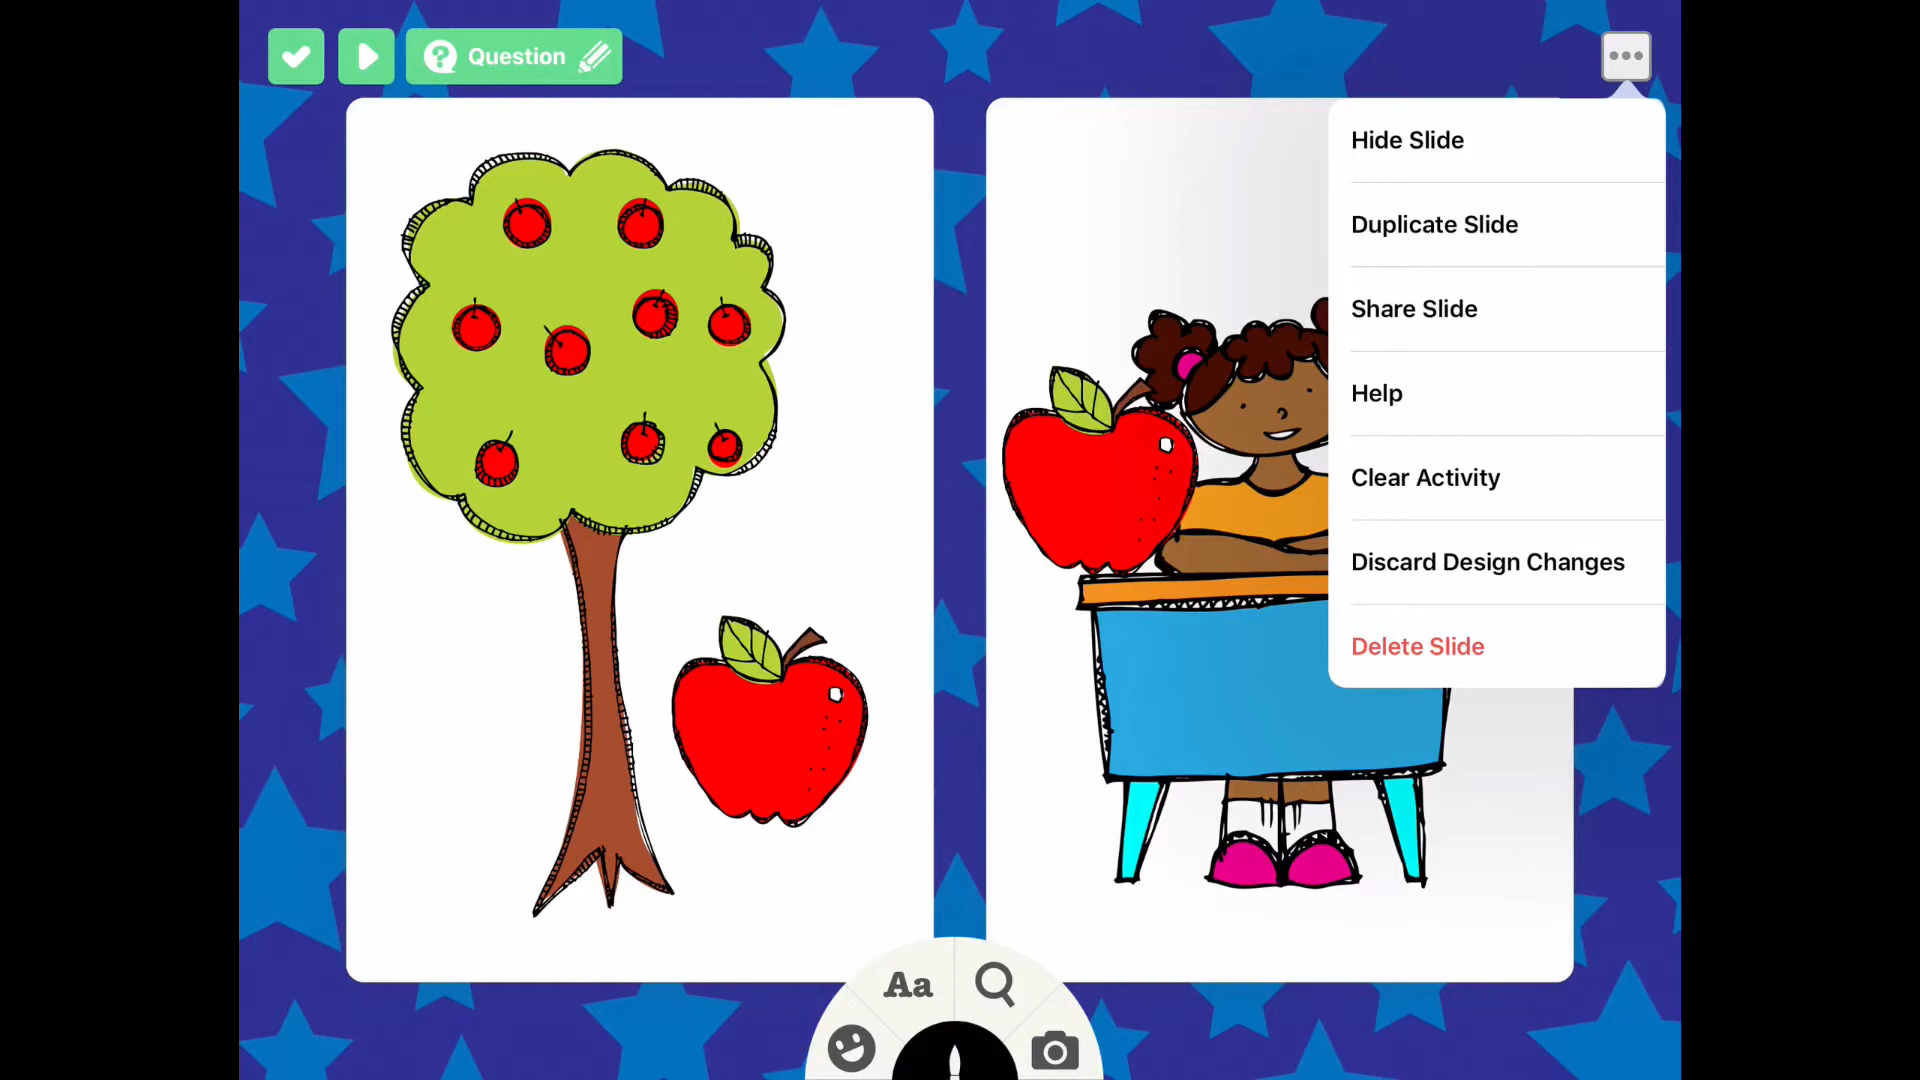 Question
Hide Slide
Duplicate Slide
Share Slide
Help
Clear Activity
Discard Design Changes
Delete Slide
Aa